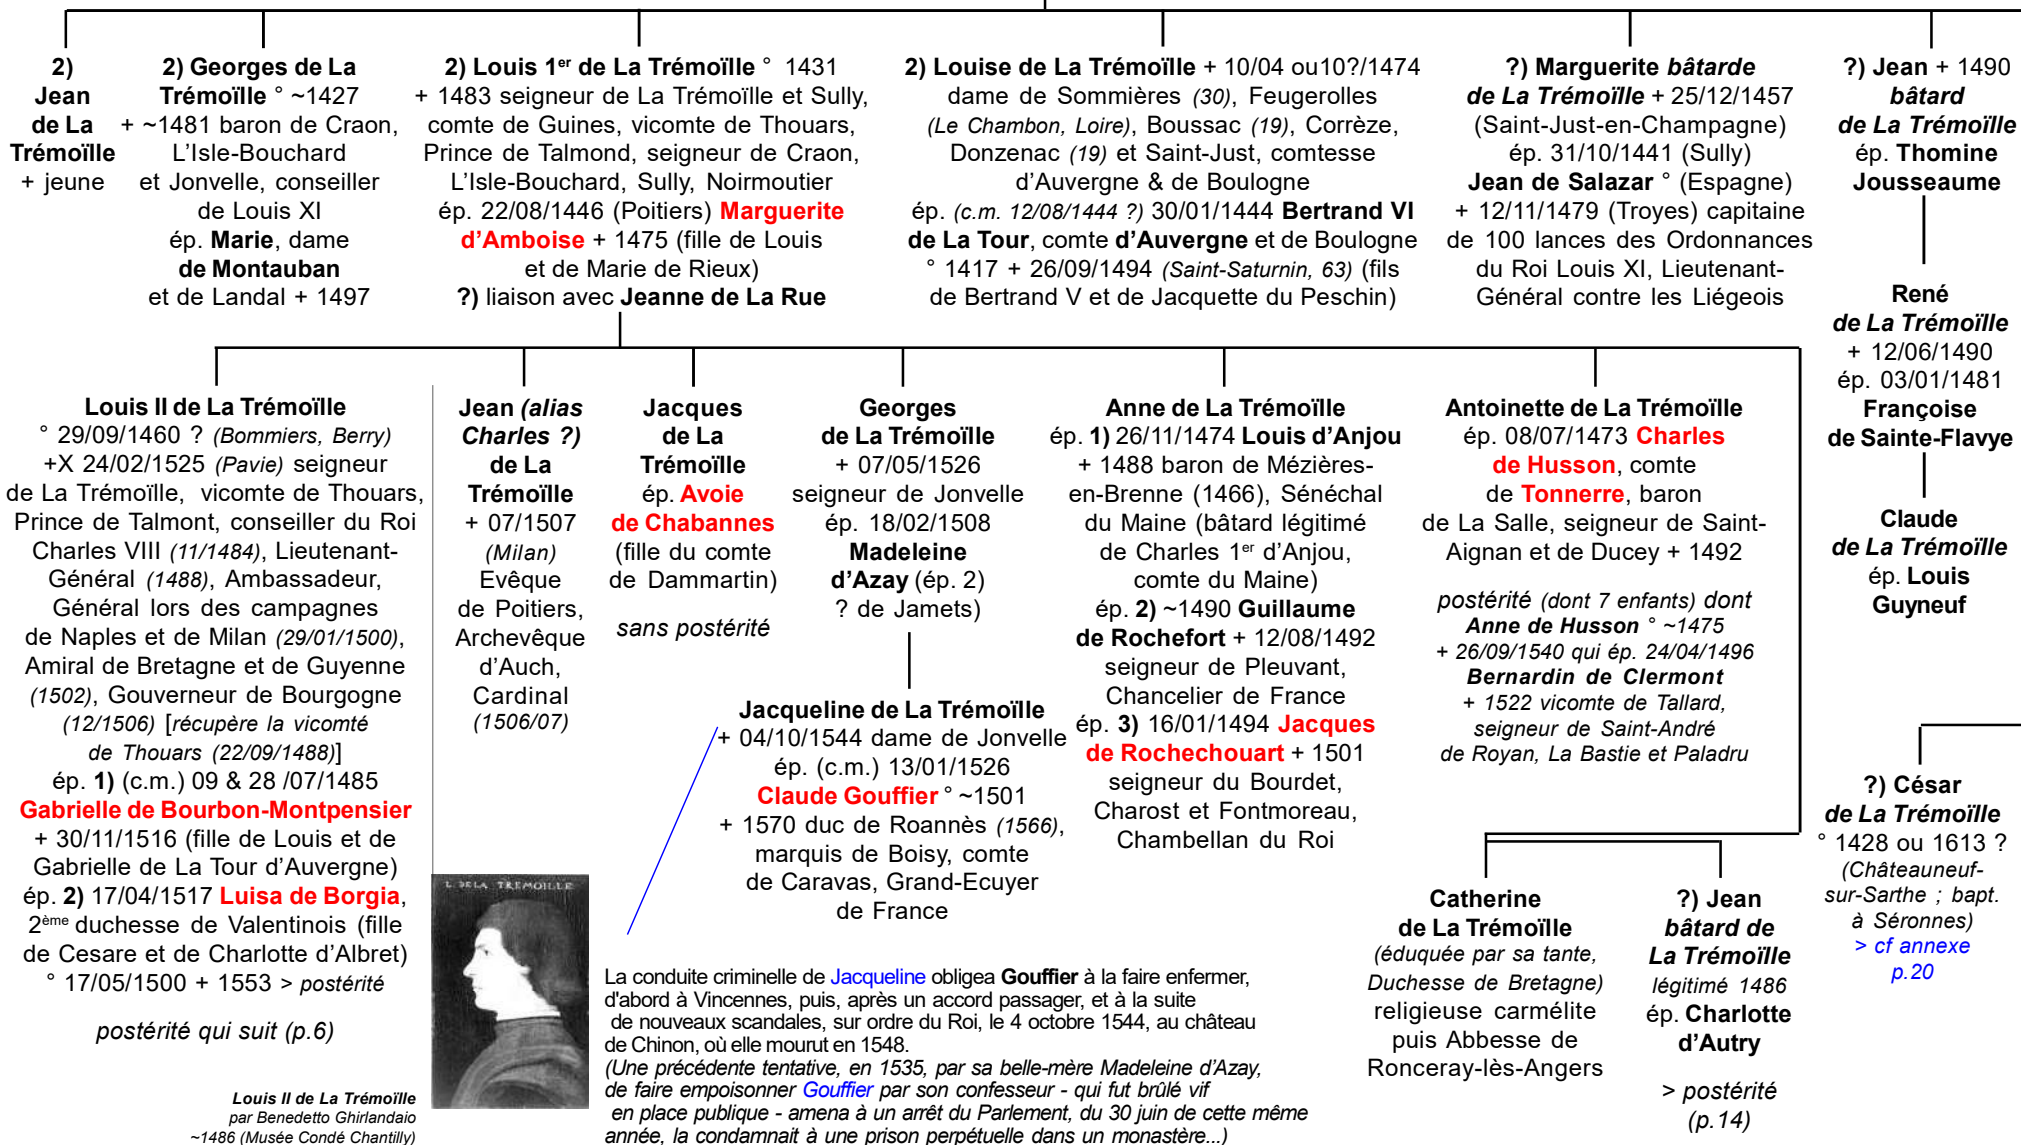 2)
Jean
de La
Trémoïlle
+ jeune
2) Georges de La
Trémoïlle ° ~1427
+ ~1481 baron de Craon,
L'Isle-Bouchard
et Jonvelle, conseiller
de Louis XI
ép. Marie, dame
de Montauban
et de Landal + 1497
2) Louis 1er de La Trémoïlle ° 1431
+ 1483 seigneur de La Trémoïlle et Sully,
comte de Guines, vicomte de Thouars,
Prince de Talmond, seigneur de Craon,
L'Isle-Bouchard, Sully, Noirmoutier
ép. 22/08/1446 (Poitiers) Marguerite
d'Amboise + 1475 (fille de Louis
et de Marie de Rieux)
?) liaison avec Jeanne de La Rue
2) Louise de La Trémoïlle + 10/04 ou10?/1474
dame de Sommières (30), Feugerolles
(Le Chambon, Loire), Boussac (19), Corrèze,
Donzenac (19) et Saint-Just, comtesse
d'Auvergne & de Boulogne
ép. (c.m. 12/08/1444 ?) 30/01/1444 Bertrand VI
de La Tour, comte d'Auvergne et de Boulogne
° 1417 + 26/09/1494 (Saint-Saturnin, 63) (fils
de Bertrand V et de Jacquette du Peschin)
?) Marguerite bâtarde
de La Trémoïlle + 25/12/1457
(Saint-Just-en-Champagne)
ép. 31/10/1441 (Sully)
Jean de Salazar ° (Espagne)
+ 12/11/1479 (Troyes) capitaine
de 100 lances des Ordonnances
du Roi Louis XI, Lieutenant-
Général contre les Liégeois
?) Jean + 1490
bâtard
de La Trémoïlle
ép. Thomine
Jousseaume
René
de La Trémoïlle
+ 12/06/1490
ép. 03/01/1481
Françoise
de Sainte-Flavye
Claude
de La Trémoïlle
ép. Louis
Guyneuf
Louis II de La Trémoïlle
° 29/09/1460 ? (Bommiers, Berry)
+X 24/02/1525 (Pavie) seigneur
de La Trémoïlle, vicomte de Thouars,
Prince de Talmont, conseiller du Roi
Charles VIII (11/1484), Lieutenant-
Général (1488), Ambassadeur,
Général lors des campagnes
de Naples et de Milan (29/01/1500),
Amiral de Bretagne et de Guyenne
(1502), Gouverneur de Bourgogne
(12/1506) [récupère la vicomté
de Thouars (22/09/1488)]
ép. 1) (c.m.) 09 & 28 /07/1485
Gabrielle de Bourbon-Montpensier
+ 30/11/1516 (fille de Louis et de
Gabrielle de La Tour d'Auvergne)
ép. 2) 17/04/1517 Luisa de Borgia,
2ème duchesse de Valentinois (fille
de Cesare et de Charlotte d'Albret)
° 17/05/1500 + 1553 > postérité
postérité qui suit (p.6)
Louis II de La Trémoïlle
par Benedetto Ghirlandaio
~1486 (Musée Condé Chantilly)
Jean (alias
Charles ?)
de La
Trémoïlle
+ 07/1507
(Milan)
Evêque
de Poitiers,
Archevêque
d'Auch,
Cardinal
(1506/07)
L. DELA TREMOILLE
Jacques
de La
Trémoïlle
ép. Avoie
de Chabannes
(fille du comte
de Dammartin)
sans postérité
Georges
de La Trémoïlle
+ 07/05/1526
seigneur de Jonvelle
ép. 18/02/1508
Madeleine
d'Azay (ép. 2)
? de Jamets)
Jacqueline de La Trémoïlle
+ 04/10/1544 dame de Jonvelle
ép. (c.m.) 13/01/1526
Claude Gouffier ° ~1501
+ 1570 duc de Roannès (1566),
marquis de Boisy, comte
de Caravas, Grand-Ecuyer
de France
La conduite criminelle de Jacqueline obligea Gouffier à la faire enfermer,
d'abord à Vincennes, puis, après un accord passager, et à la suite
de nouveaux scandales, sur ordre du Roi, le 4 octobre 1544, au château
de Chinon, où elle mourut en 1548.
(Une précédente tentative, en 1535, par sa belle-mère Madeleine d'Azay,
de faire empoisonner Gouffier par son confesseur - qui fut brûlé vif
en place publique - amena à un arrêt du Parlement, du 30 juin de cette même
année, la condamnait à une prison perpétuelle dans un monastère...)
Anne de La Trémoïlle
ép. 1) 26/11/1474 Louis d'Anjou
+ 1488 baron de Mézières-
en-Brenne (1466), Sénéchal
du Maine (bâtard légitimé
de Charles 1er d'Anjou,
comte du Maine)
ép. 2) ~1490 Guillaume
de Rochefort + 12/08/1492
seigneur de Pleuvant,
Chancelier de France
ép. 3) 16/01/1494 Jacques
de Rochechouart + 1501
seigneur du Bourdet,
Charost et Fontmoreau,
Chambellan du Roi
Antoinette de La Trémoïlle
ép. 08/07/1473 Charles
de Husson, comte
de Tonnerre, baron
de La Salle, seigneur de Saint-
Aignan et de Ducey + 1492
postérité (dont 7 enfants) dont
Anne de Husson ° ~1475
+ 26/09/1540 qui ép. 24/04/1496
Bernardin de Clermont
+ 1522 vicomte de Tallard,
seigneur de Saint-André
de Royan, La Bastie et Paladru
Catherine
de La Trémoïlle
(éduquée par sa tante,
Duchesse de Bretagne)
religieuse carmélite
puis Abbesse de
Ronceray-lès-Angers
?) Jean
bâtard de
La Trémoïlle
légitimé 1486
ép. Charlotte
d'Autry
> postérité
(p.14)
?) César
de La Trémoïlle
° 1428 ou 1613 ?
(Châteauneuf-
sur-Sarthe ; bapt.
à Séronnes)
> cf annexe
p.20